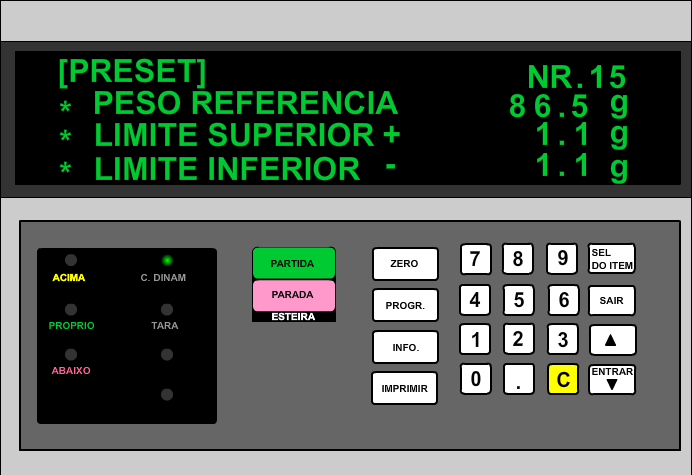 [PRESET] NR.15
* PESO REFERENCIA 86.5 g
* LIMITE SUPERIOR + 1.1 g
* LIMITE INFERIOR - 1.1 g
ACIMA C. DINAM
PROPRIO TARA
ABAIXO
PARTIDA
PARADA
ESTEIRA
ZERO
PROGR.
INFO.
IMPRIMIR
7 8 9 SEL DO ITEM
4 5 6 SAIR
1 2 3 ▲
0 . C ENTRAR ▼